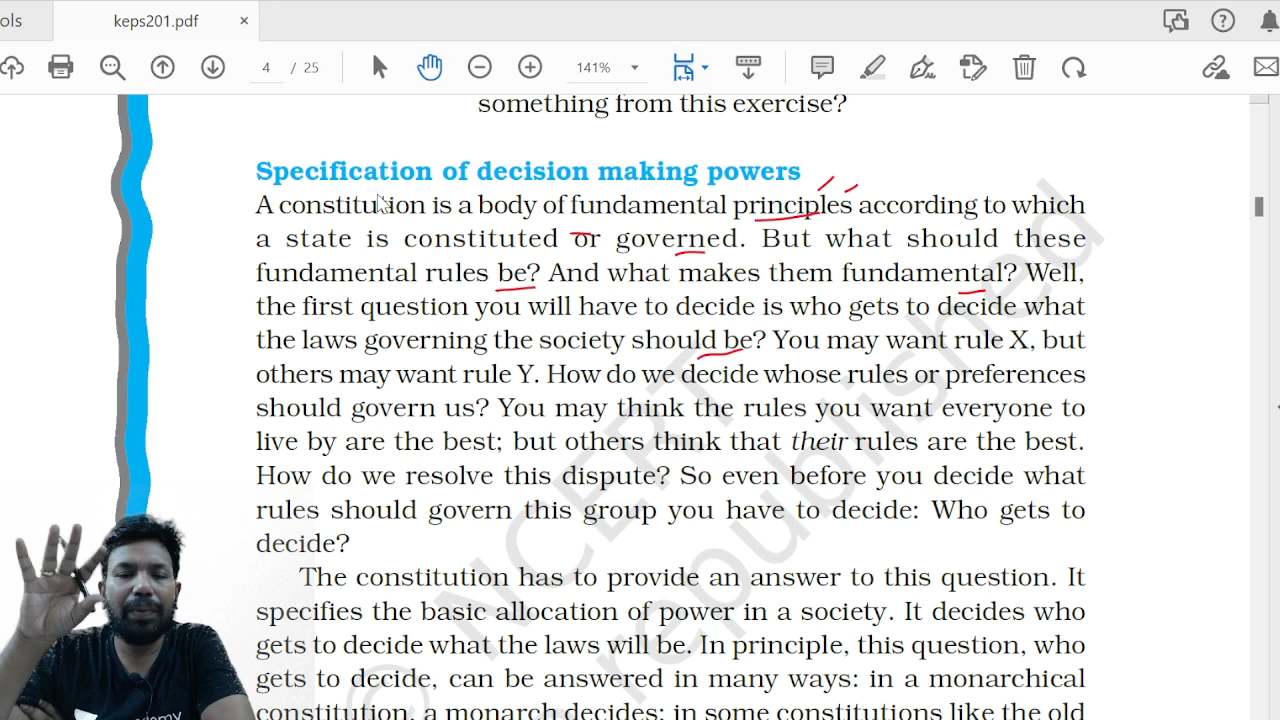 ols
keps201.pdf ×
4 / 25
141%
something from this exercise?
Specification of decision making powers
A constitution is a body of fundamental principles according to which
a state is constituted or governed. But what should these
fundamental rules be? And what makes them fundamental? Well,
the first question you will have to decide is who gets to decide what
the laws governing the society should be? You may want rule X, but
others may want rule Y. How do we decide whose rules or preferences
should govern us? You may think the rules you want everyone to
live by are the best; but others think that their rules are the best.
How do we resolve this dispute? So even before you decide what
rules should govern this group you have to decide: Who gets to
decide?
The constitution has to provide an answer to this question. It
specifies the basic allocation of power in a society. It decides who
gets to decide what the laws will be. In principle, this question, who
gets to decide, can be answered in many ways: in a monarchical
constitution, a monarch decides; in some constitutions like the old
© NCERT
republished